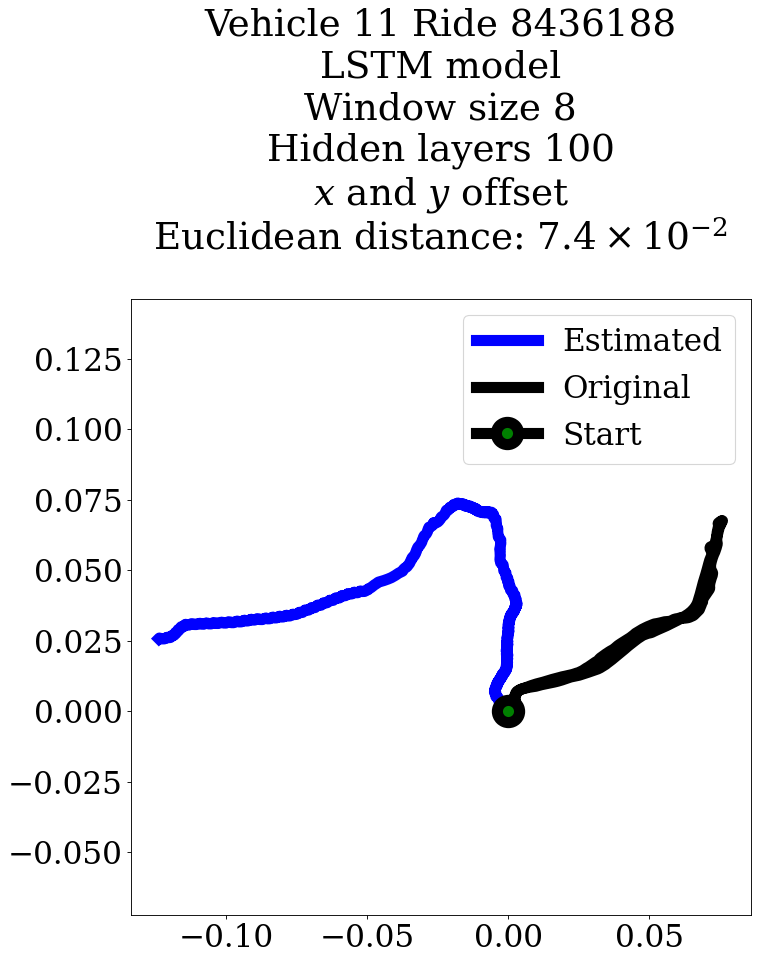 Vehicle 11 Ride 8436188
LSTM model
Window size 8
Hidden layers 100
x and y offset
Euclidean distance: 7.4 × 10⁻²
Estimated
Original
Start
0.125
0.100
0.075
0.050
0.025
0.000
−0.025
−0.050
−0.10 −0.05 0.00 0.05